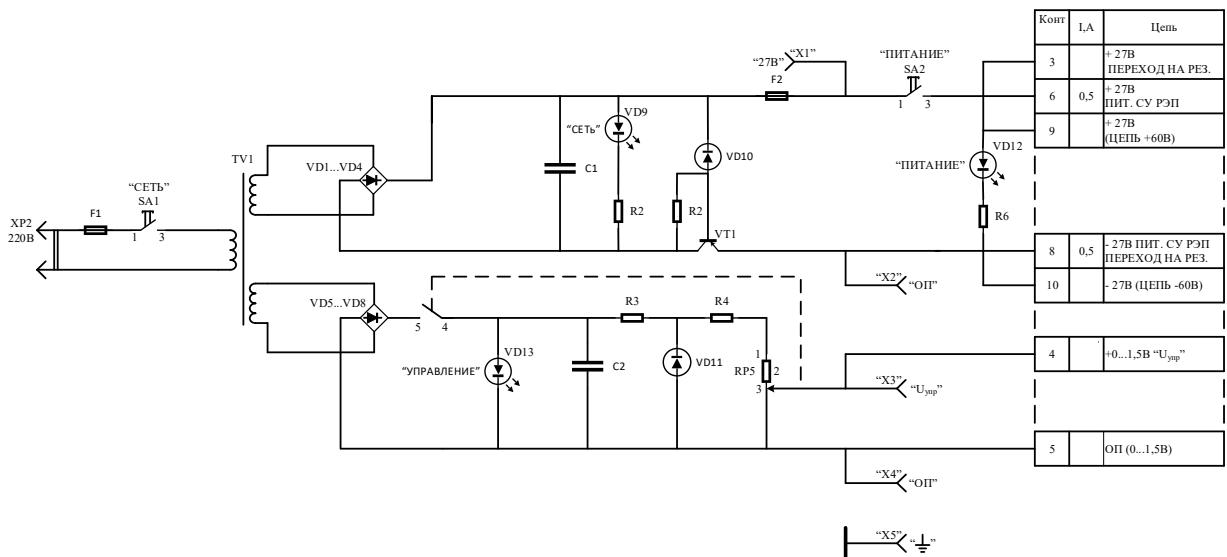 Конт I,A Цепь
3 + 27В
ПЕРЕХОД НА РЕЗ.
6 0,5 + 27В
ПИТ. СУ РЭП
9 + 27В
(ЦЕПЬ +60В)
8 0,5 - 27В ПИТ. СУ РЭП
ПЕРЕХОД НА РЕЗ.
10 - 27В (ЦЕПЬ -60В)
4 +0...1,5В “Uупр”
5 ОП (0...1,5В)
“27В” “X1”
F2
“ПИТАНИЕ”
SA2
1 3
VD9
“СЕТЬ”
VD10
VD12
“ПИТАНИЕ”
TV1
VD1...VD4
C1
“СЕТЬ”
SA1
R2
R2
R6
XP2
220В
F1
1 3
VT1
“X2”
“ОП”
VD5...VD8
5 4
R3
R4
VD13
“УПРАВЛЕНИЕ”
C2
VD11
RP5
1
2
3
“X3”
“Uупр”
“X4”
“ОП”
“X5”
“ ”